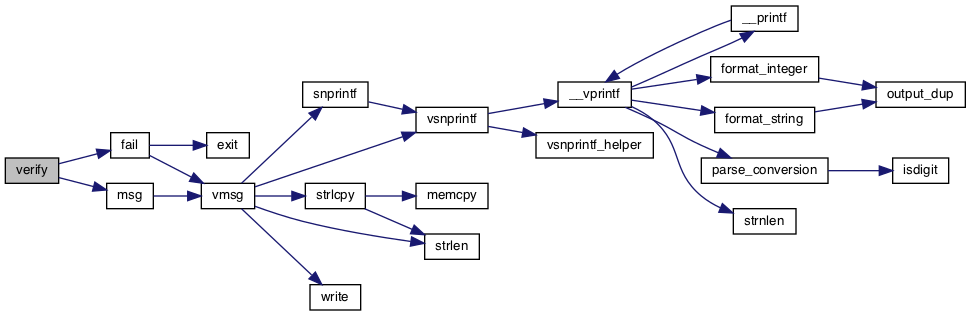 __printf
format_integer
snprintf
__vprintf
output_dup
vsnprintf
format_string
fail
exit
vsnprintf_helper
verify
parse_conversion
isdigit
msg
vmsg
strlcpy
memcpy
strnlen
strlen
write